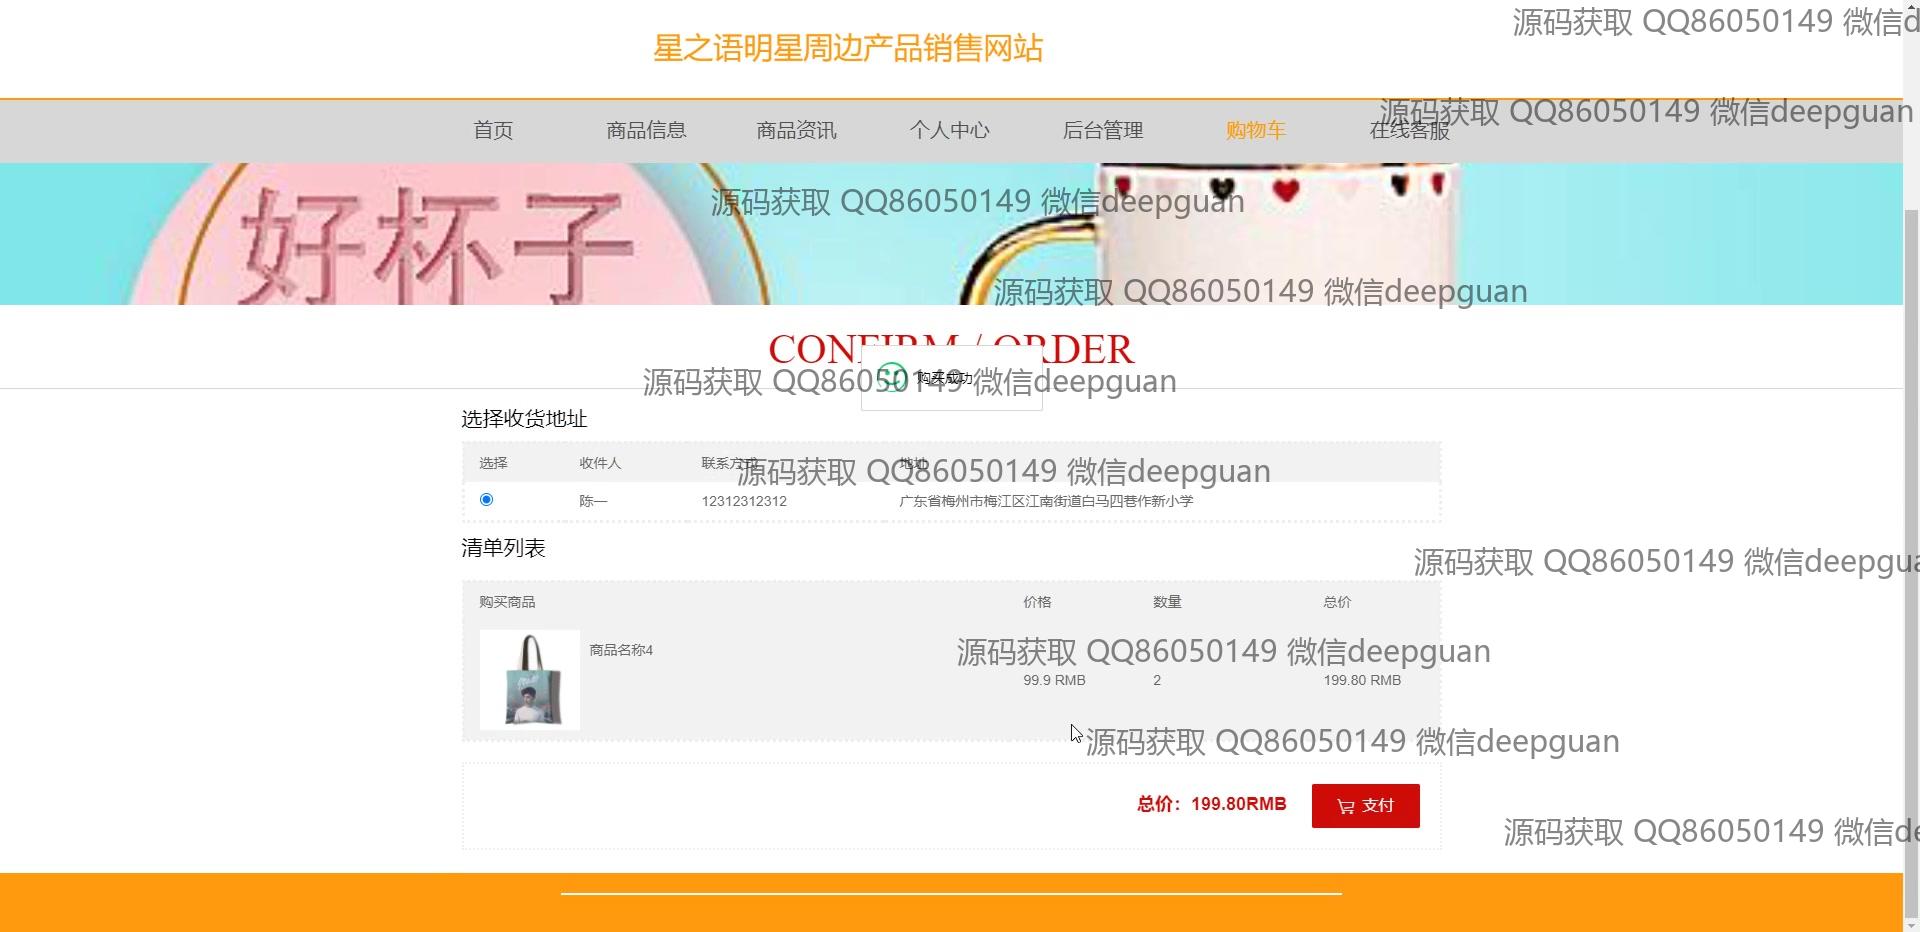 源码获取 QQ86050149 微信d
星之语明星周边产品销售网站
源码获取 QQ86050149 微信deepguan
首页 商品信息 商品资讯 个人中心 后台管理 购物车 在线客服
源码获取 QQ86050149 微信deepguan
好杯子
源码获取 QQ86050149 微信deepguan
CONFIRM / ORDER
购买成功
源码获取 QQ86050149 微信deepguan
选择收货地址
选择 收件人 联系方式 地址
源码获取 QQ86050149 微信deepguan
陈一 12312312312 广东省梅州市梅江区江南街道白马四巷作新小学
清单列表
源码获取 QQ86050149 微信deepgua
购买商品 价格 数量 总价
商品名称4
源码获取 QQ86050149 微信deepguan
99.9 RMB 2 199.80 RMB
源码获取 QQ86050149 微信deepguan
总价：199.80RMB 支付
源码获取 QQ86050149 微信de